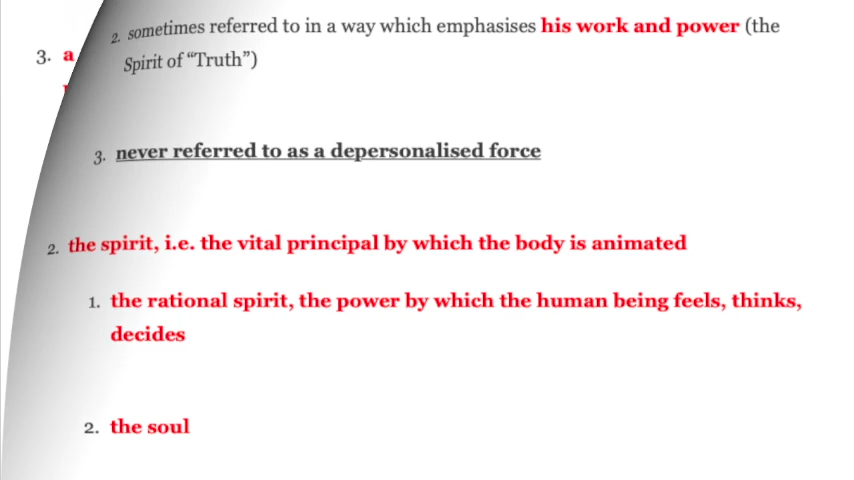 2. sometimes referred to in a way which emphasises his work and power (the
Spirit of “Truth”)
3. a
3. never referred to as a depersonalised force
2. the spirit, i.e. the vital principal by which the body is animated
1. the rational spirit, the power by which the human being feels, thinks,
decides
2. the soul